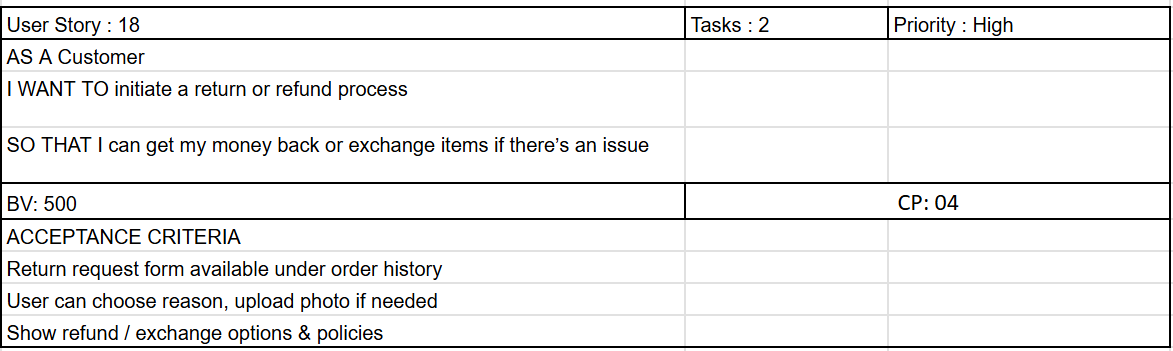 User Story : 18 Tasks : 2 Priority : High
AS A Customer
I WANT TO initiate a return or refund process
SO THAT I can get my money back or exchange items if there’s an issue
BV: 500 CP: 04
ACCEPTANCE CRITERIA
Return request form available under order history
User can choose reason, upload photo if needed
Show refund / exchange options & policies